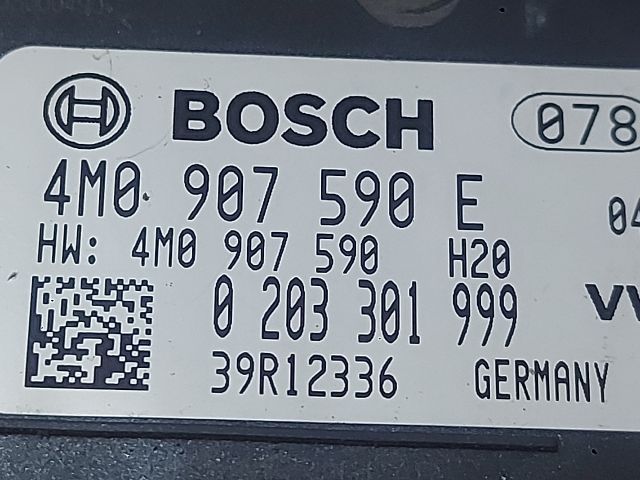 BOSCH 078
4M0 907 590 E 04
HW: 4M0 907 590 H20
0 203 301 999
39R12336 GERMANY